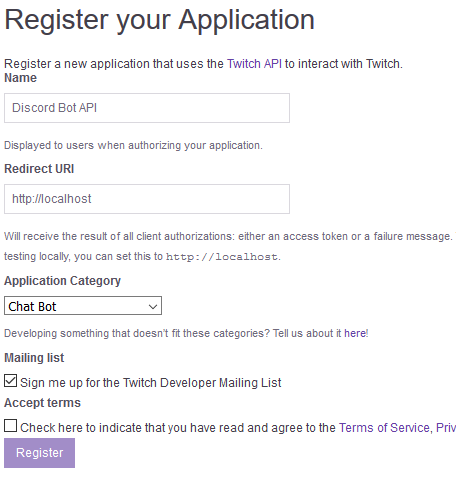 Register your Application
Register a new application that uses the Twitch API to interact with Twitch.
Name
Discord Bot API
Displayed to users when authorizing your application.
Redirect URI
http://localhost
Will receive the result of all client authorizations: either an access token or a failure message.
testing locally, you can set this to http://localhost.
Application Category
Chat Bot
Developing something that doesn't fit these categories? Tell us about it here!
Mailing list
Sign me up for the Twitch Developer Mailing List
Accept terms
Check here to indicate that you have read and agree to the Terms of Service, Priv
Register